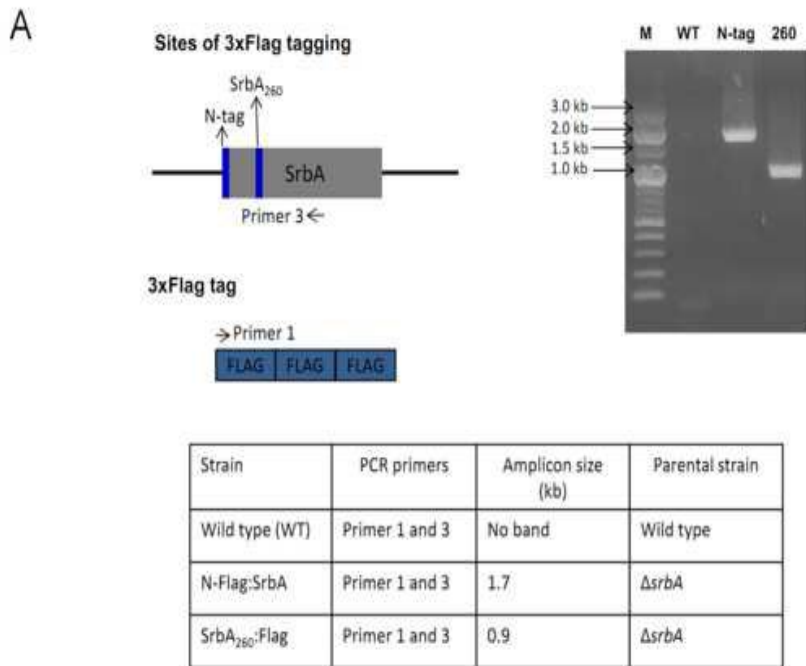 A
Sites of 3xFlag tagging
SrbA260
N-tag
SrbA
Primer 3
3xFlag tag
Primer 1
FLAG FLAG FLAG
M WT N-tag 260
3.0 kb
2.0 kb
1.5 kb
1.0 kb
Strain PCR primers Amplicon size (kb) Parental strain
Wild type (WT) Primer 1 and 3 No band Wild type
N-Flag:SrbA Primer 1 and 3 1.7 ΔsrbA
SrbA260:Flag Primer 1 and 3 0.9 ΔsrbA